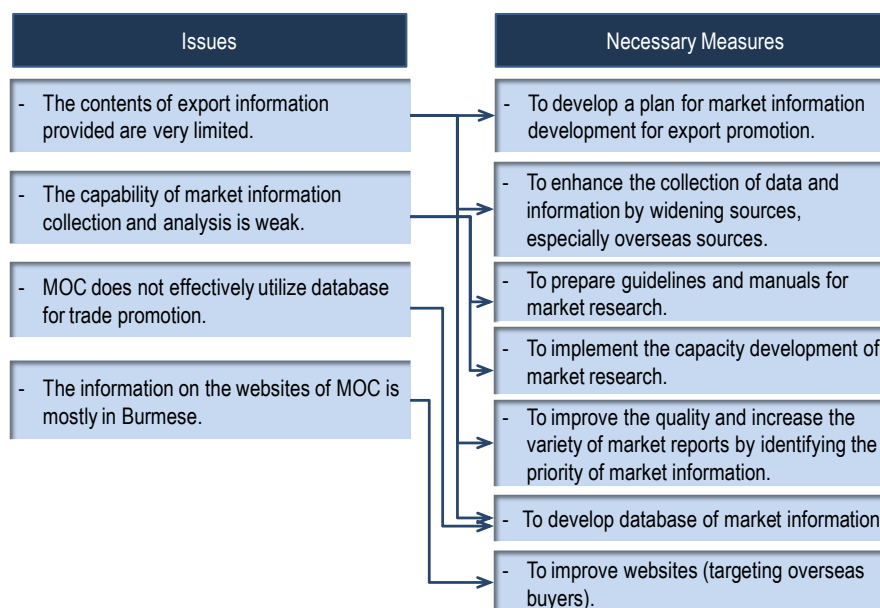 Issues
- The contents of export information
provided are very limited.
- The capability of market information
collection and analysis is weak.
- MOC does not effectively utilize database
for trade promotion.
- The information on the websites of MOC is
mostly in Burmese.
Necessary Measures
- To develop a plan for market information
development for export promotion.
- To enhance the collection of data and
information by widening sources,
especially overseas sources.
- To prepare guidelines and manuals for
market research.
- To implement the capacity development of
market research.
- To improve the quality and increase the
variety of market reports by identifying the
priority of market information.
- To develop database of market information
- To improve websites (targeting overseas
buyers).